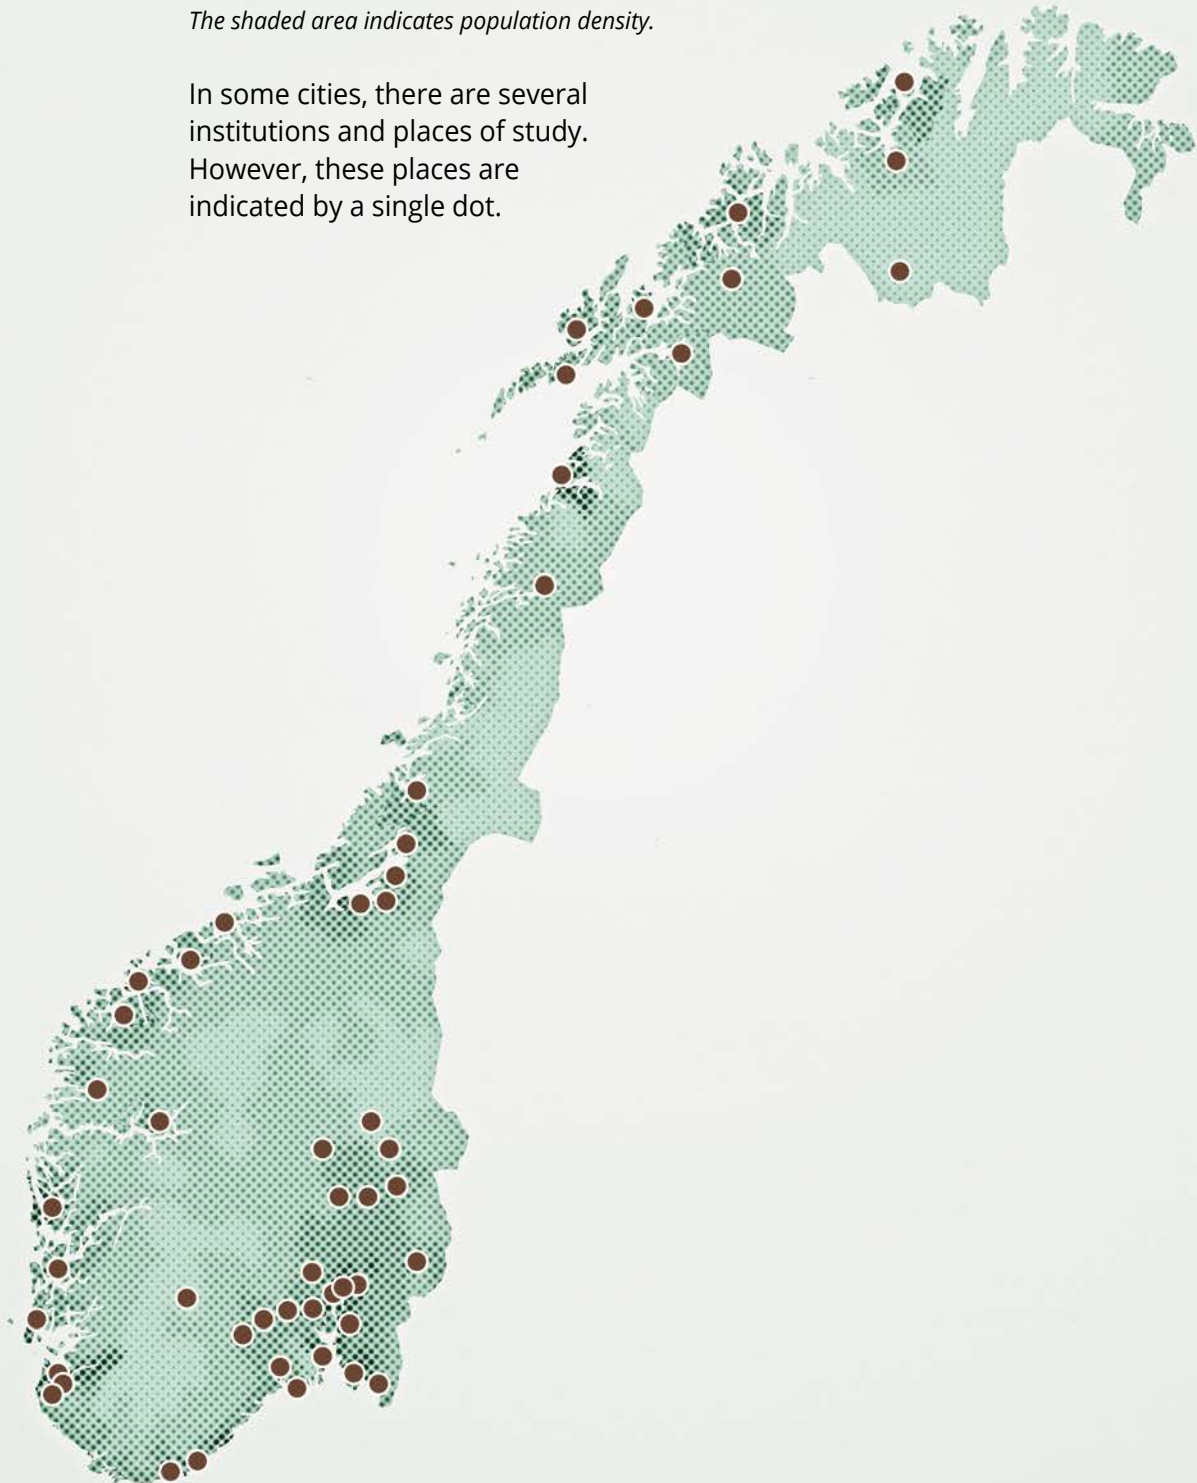 The shaded area indicates population density.
In some cities, there are several
institutions and places of study.
However, these places are
indicated by a single dot.